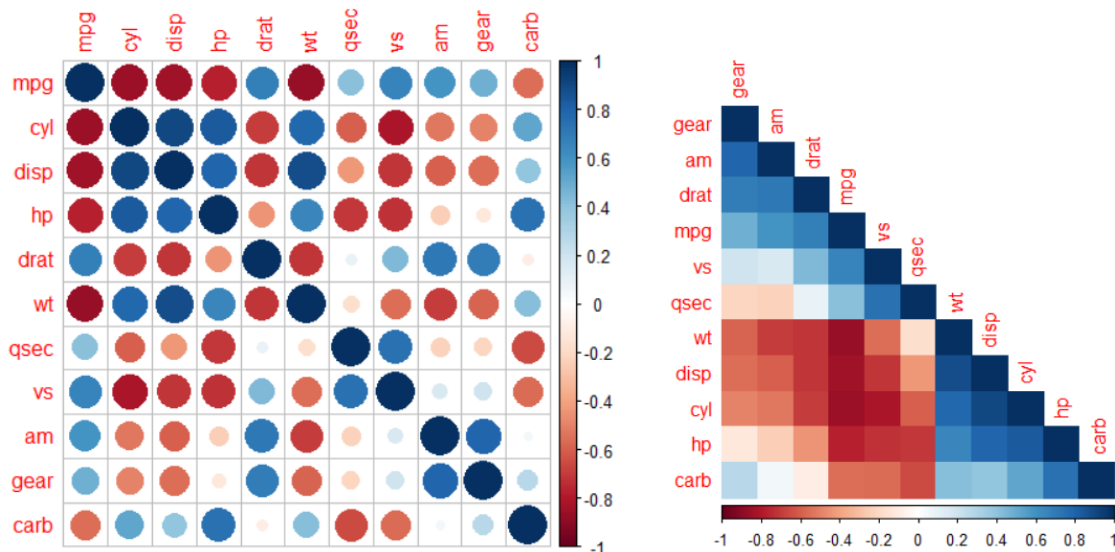 mpg cyl disp hp drat wt qsec vs am gear carb
mpg
cyl
disp
hp
drat
wt
qsec
vs
am
gear
carb
1
0.8
0.6
0.4
0.2
0
-0.2
-0.4
-0.6
-0.8
-1
gear
am
drat
mpg
vs
qsec
wt
disp
cyl
hp
carb
gear
am
drat
mpg
vs
qsec
wt
disp
cyl
hp
carb
-1 -0.8 -0.6 -0.4 -0.2 0 0.2 0.4 0.6 0.8 1